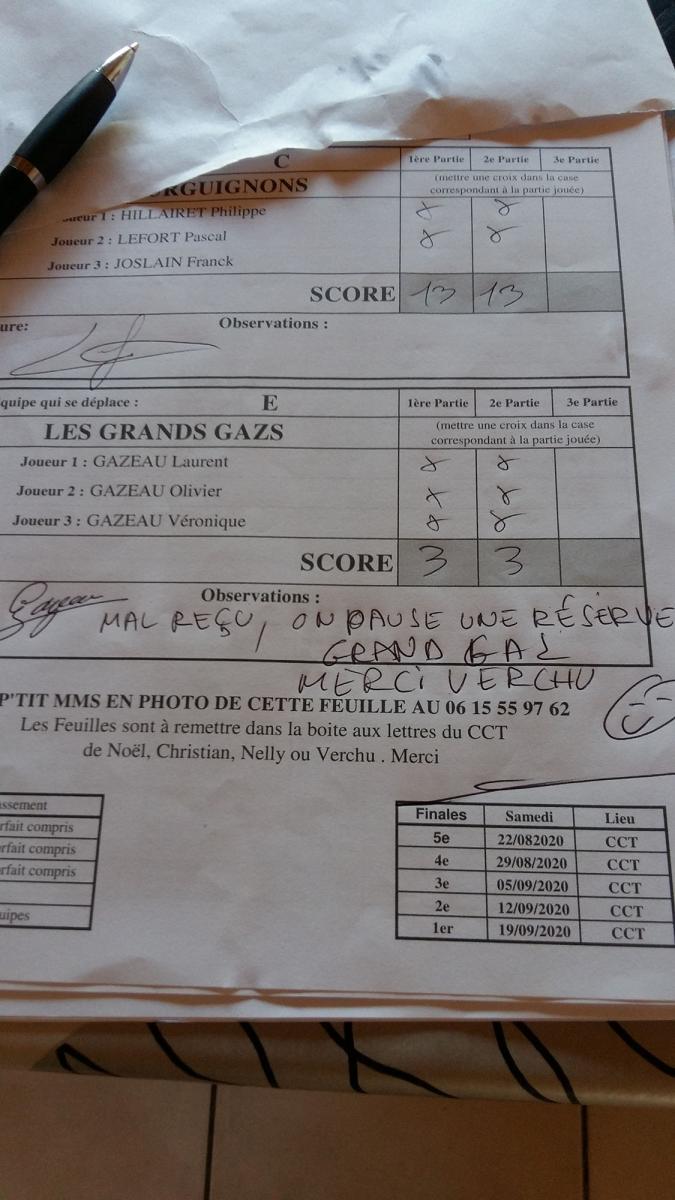 C 1ère Partie 2e Partie 3e Partie
RGUIGNONS (mettre une croix dans la case
correspondant à la partie jouée)
Joueur 1 : HILLAIRET Philippe
Joueur 2 : LEFORT Pascal
Joueur 3 : JOSLAIN Franck
SCORE 13 13
ure: Observations :
quipe qui se déplace : E 1ère Partie 2e Partie 3e Partie
LES GRANDS GAZS (mettre une croix dans la case
correspondant à la partie jouée)
Joueur 1 : GAZEAU Laurent
Joueur 2 : GAZEAU Olivier
Joueur 3 : GAZEAU Véronique
SCORE 3 3
Observations :
MAL REÇU, ON PAUSE UNE RÉSERVE
GRAND GAZ
MERCI VERCHU
P'TIT MMS EN PHOTO DE CETTE FEUILLE AU 06 15 55 97 62
Les Feuilles sont à remettre dans la boite aux lettres du CCT
de Noël, Christian, Nelly ou Verchu . Merci
ssement
rfait compris
rfait compris
rfait compris
uipes
Finales Samedi Lieu
5e 22/082020 CCT
4e 29/08/2020 CCT
3e 05/09/2020 CCT
2e 12/09/2020 CCT
1er 19/09/2020 CCT